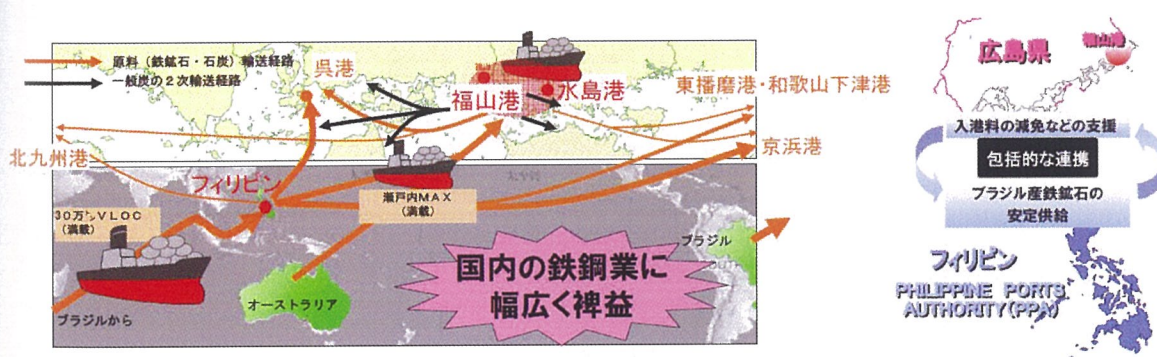 原料（鉄鉱石・石炭）輸送経路
一般炭の２次輸送経路
呉港
福山港
水島港
東播磨港・和歌山下津港
北九州港
京浜港
フィリピン
瀬戸内ＭＡＸ
（満載）
30万㌧ＶＬＯＣ
（満載）
ブラジル
国内の鉄鋼業に
幅広く裨益
オーストラリア
ブラジルから
広島県
福山港
入港料の減免などの支援
包括的な連携
ブラジル産鉄鉱石の
安定供給
フィリピン
PHILIPPINE PORTS
AUTHORITY(PPA)